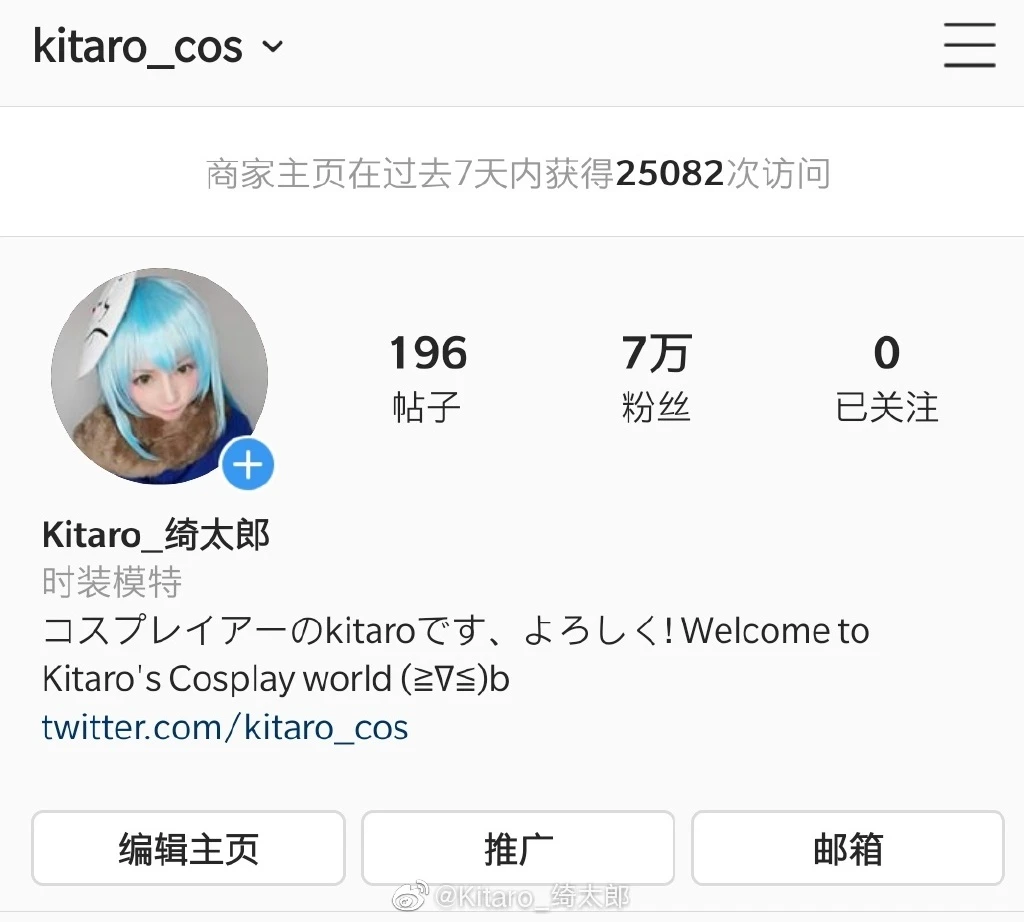 kitaro_cos
商家主页在过去7天内获得25082次访问
196 7万 0
帖子 粉丝 已关注
Kitaro_绮太郎
时装模特
コスプレイアーのkitaroです、よろしく! Welcome to
Kitaro's Cosplay world (≧∇≦)b
twitter.com/kitaro_cos
编辑主页 推广 邮箱
@Kitaro_绮太郎